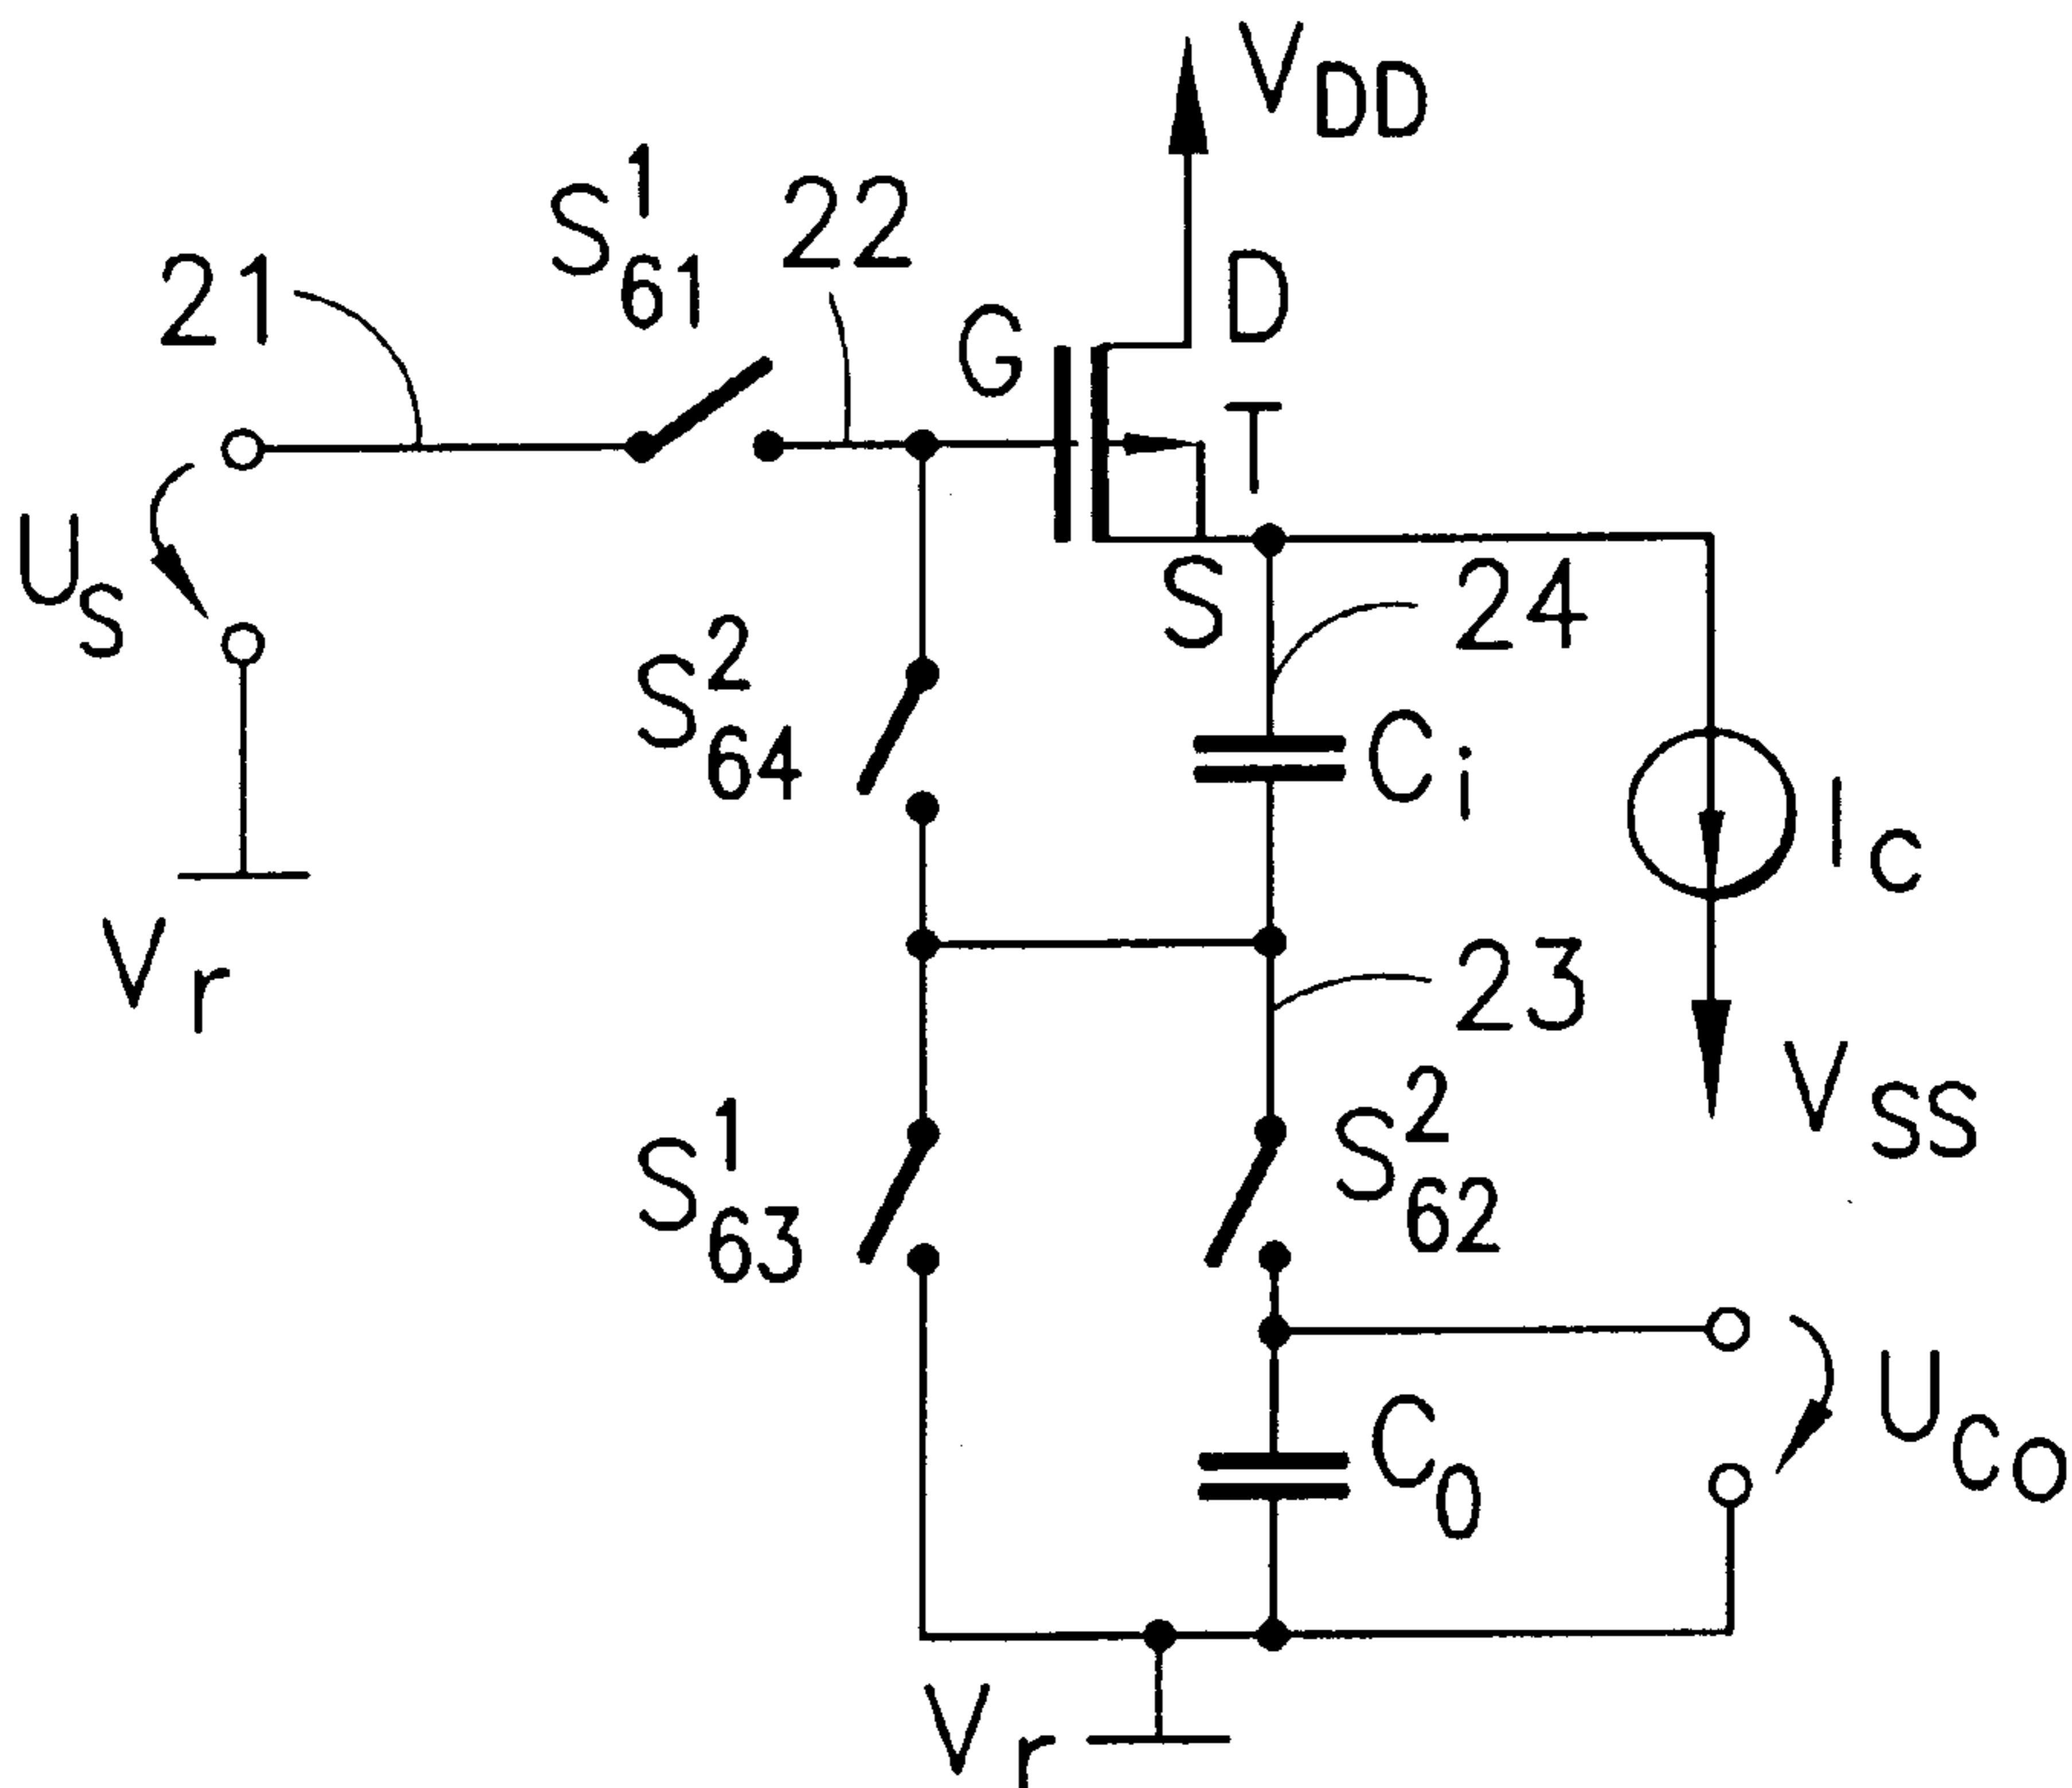 V_DD
S^1_61
22
21
D
G
T
U_S
S
24
S^2_64
C_i
I_C
V_r
23
V_SS
S^1_63
S^2_62
C_0
U_Co
V_r